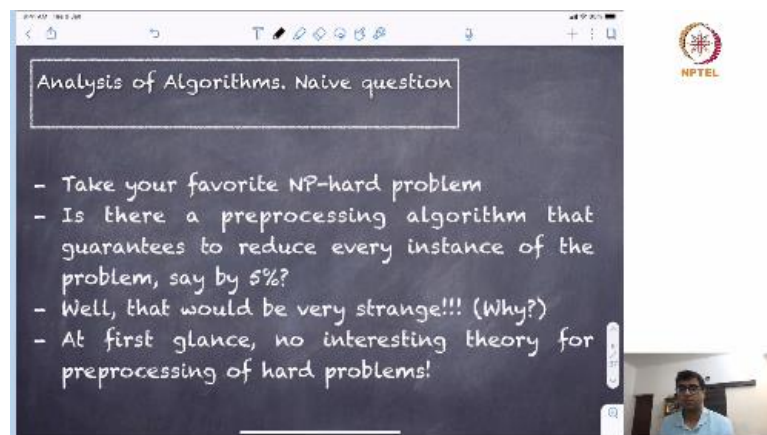 Analysis of Algorithms. Naive question
NPTEL
- Take your favorite NP-hard problem
- Is there a preprocessing algorithm that
guarantees to reduce every instance of the
problem, say by 5%?
- Well, that would be very strange!!! (Why?)
- At first glance, no interesting theory for
preprocessing of hard problems!